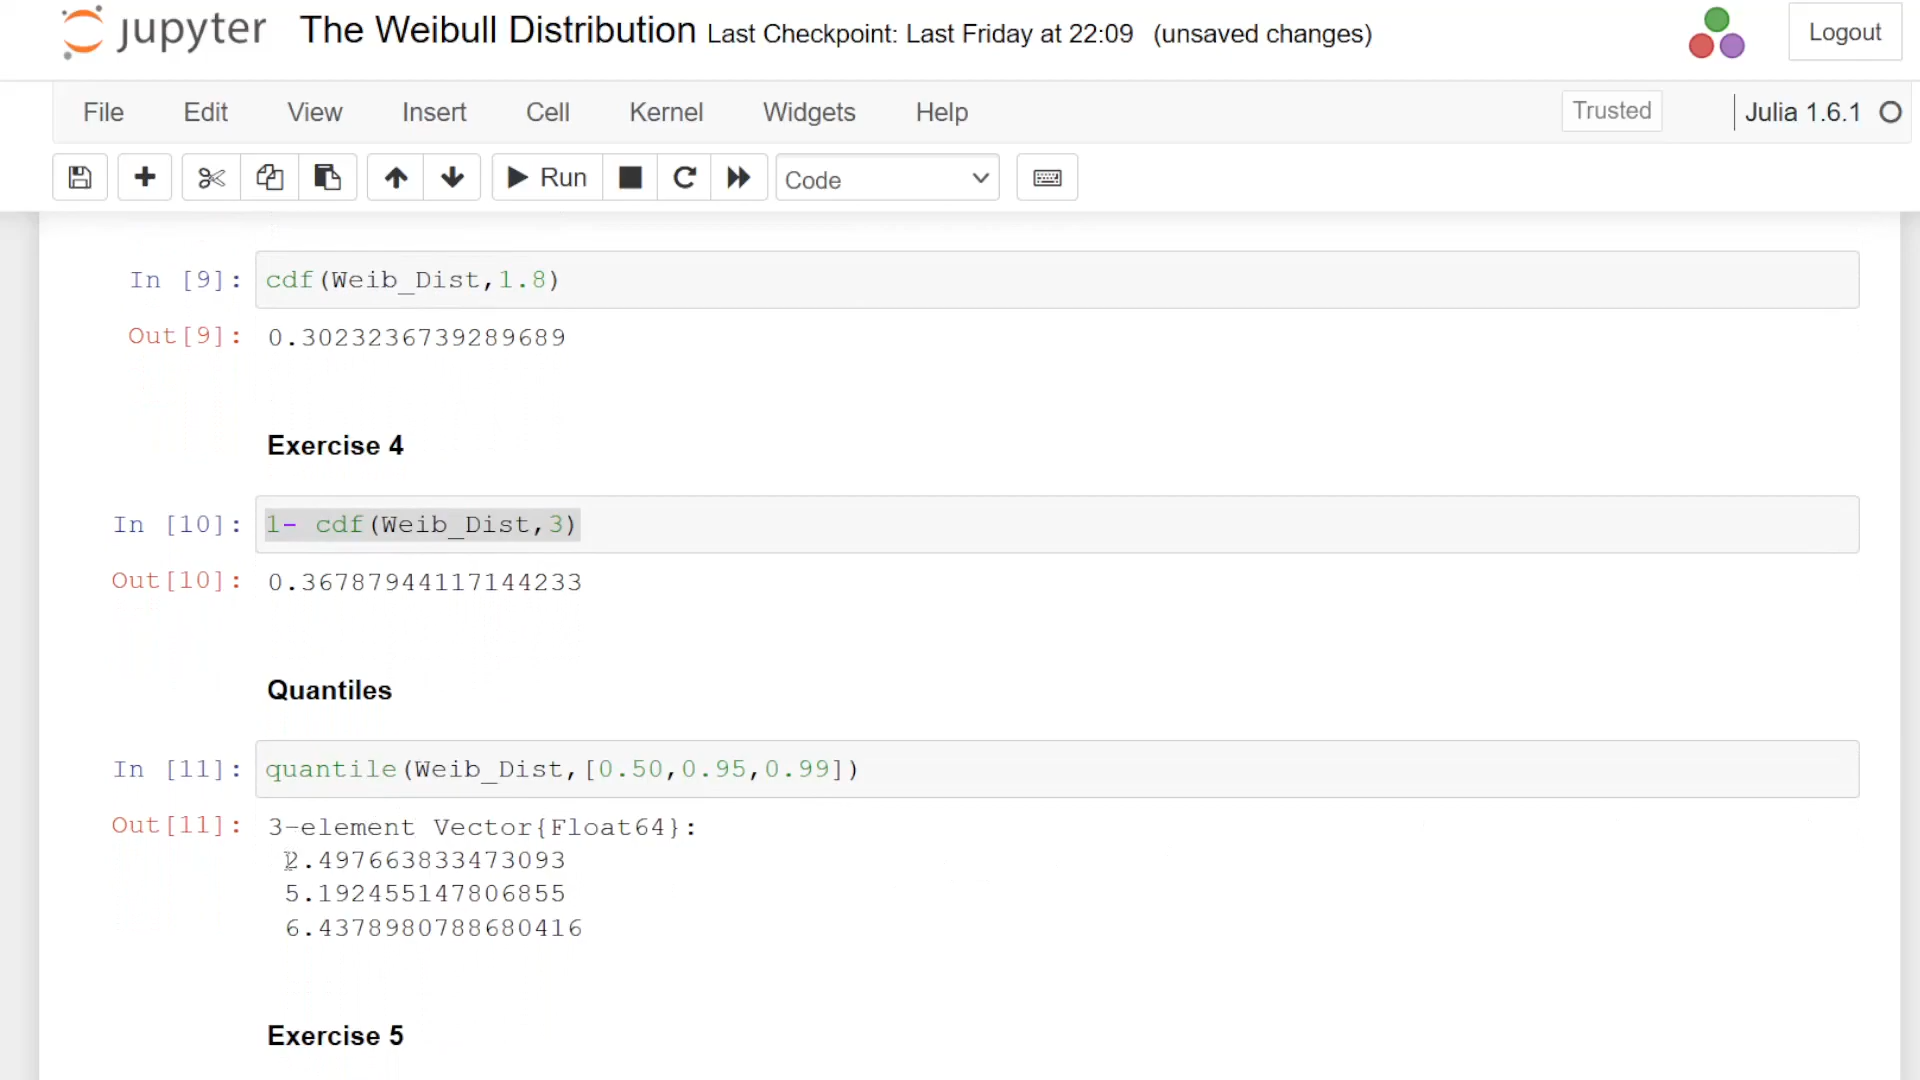 jupyter The Weibull Distribution Last Checkpoint: Last Friday at 22:09 (unsaved changes) Logout
File Edit View Insert Cell Kernel Widgets Help Trusted Julia 1.6.1
Run Code
In [9]: cdf(Weib_Dist,1.8)
Out[9]: 0.3023236739289689
Exercise 4
In [10]: 1- cdf(Weib_Dist,3)
Out[10]: 0.36787944117144233
Quantiles
In [11]: quantile(Weib_Dist,[0.50,0.95,0.99])
Out[11]: 3-element Vector{Float64}:
2.497663833473093
5.192455147806855
6.4378980788680416
Exercise 5